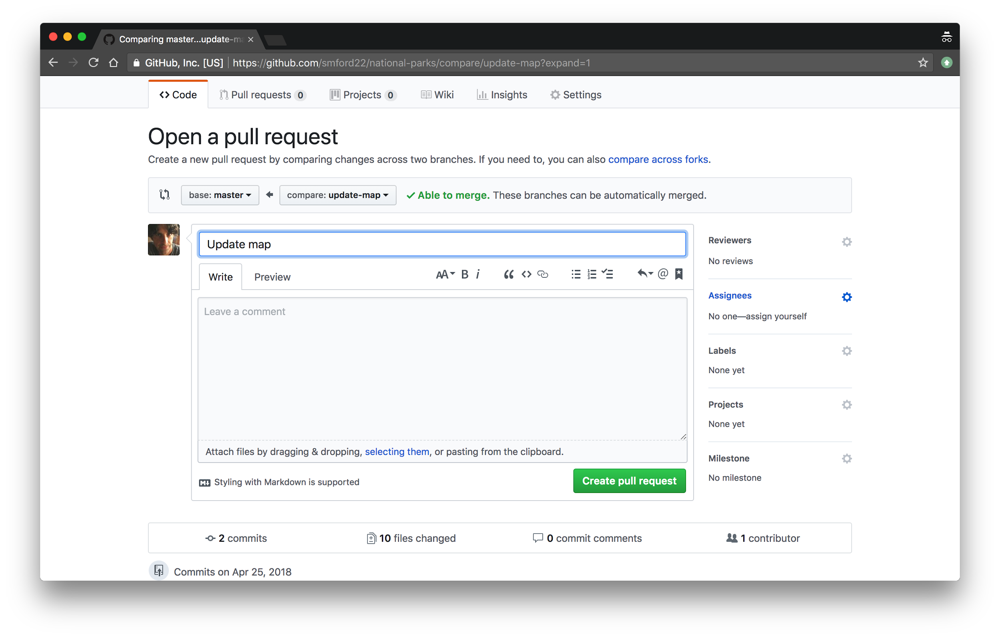 Comparing master...update-ma
GitHub, Inc. [US] https://github.com/smford22/national-parks/compare/update-map?expand=1
Code Pull requests 0 Projects 0 Wiki Insights Settings
Open a pull request
Create a new pull request by comparing changes across two branches. If you need to, you can also compare across forks.
base: master compare: update-map Able to merge. These branches can be automatically merged.
Update map
Write Preview AA B i
Leave a comment
Attach files by dragging & dropping, selecting them, or pasting from the clipboard.
Styling with Markdown is supported
Create pull request
Reviewers
No reviews
Assignees
No one—assign yourself
Labels
None yet
Projects
None yet
Milestone
No milestone
2 commits 10 files changed 0 commit comments 1 contributor
Commits on Apr 25, 2018